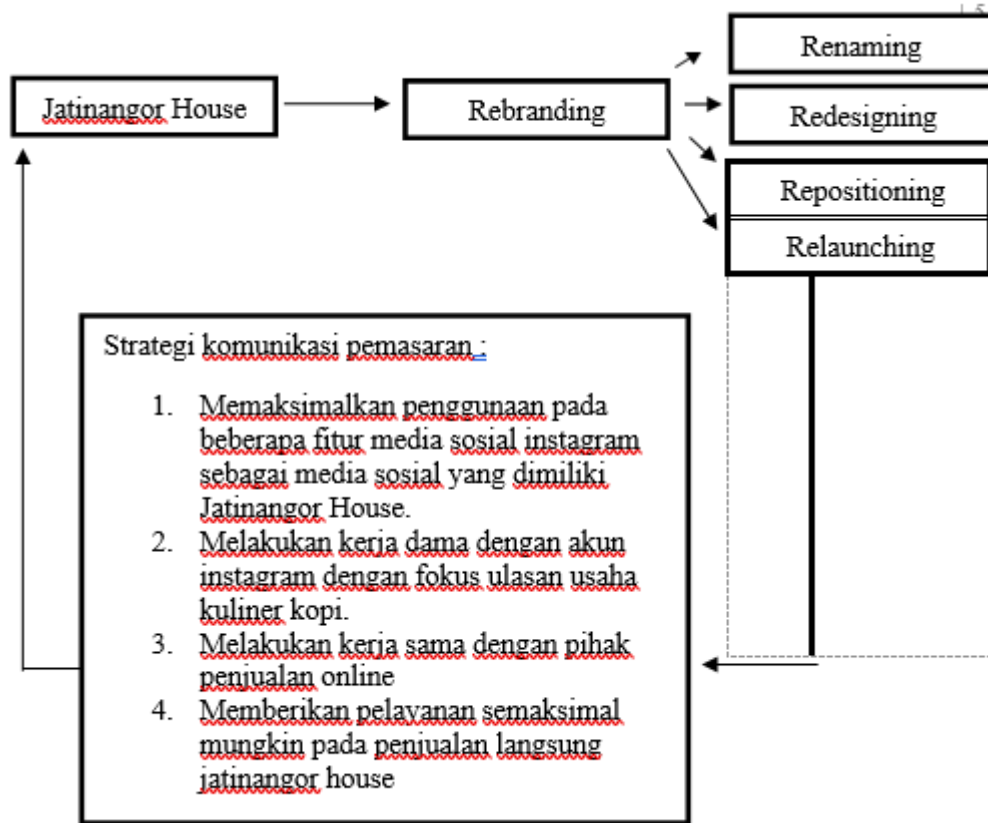 Renaming
Jatinangor House
Rebranding
Redesigning
Repositioning
Relaunching
Strategi komunikasi pemasaran :
1. Memaksimalkan penggunaan pada
beberapa fitur media sosial instagram
sebagai media sosial yang dimiliki
Jatinangor House.
2. Melakukan kerja dama dengan akun
instagram dengan fokus ulasan usaha
kuliner kopi.
3. Melakukan kerja sama dengan pihak
penjualan online
4. Memberikan pelayanan semaksimal
mungkin pada penjualan langsung
jatinangor house